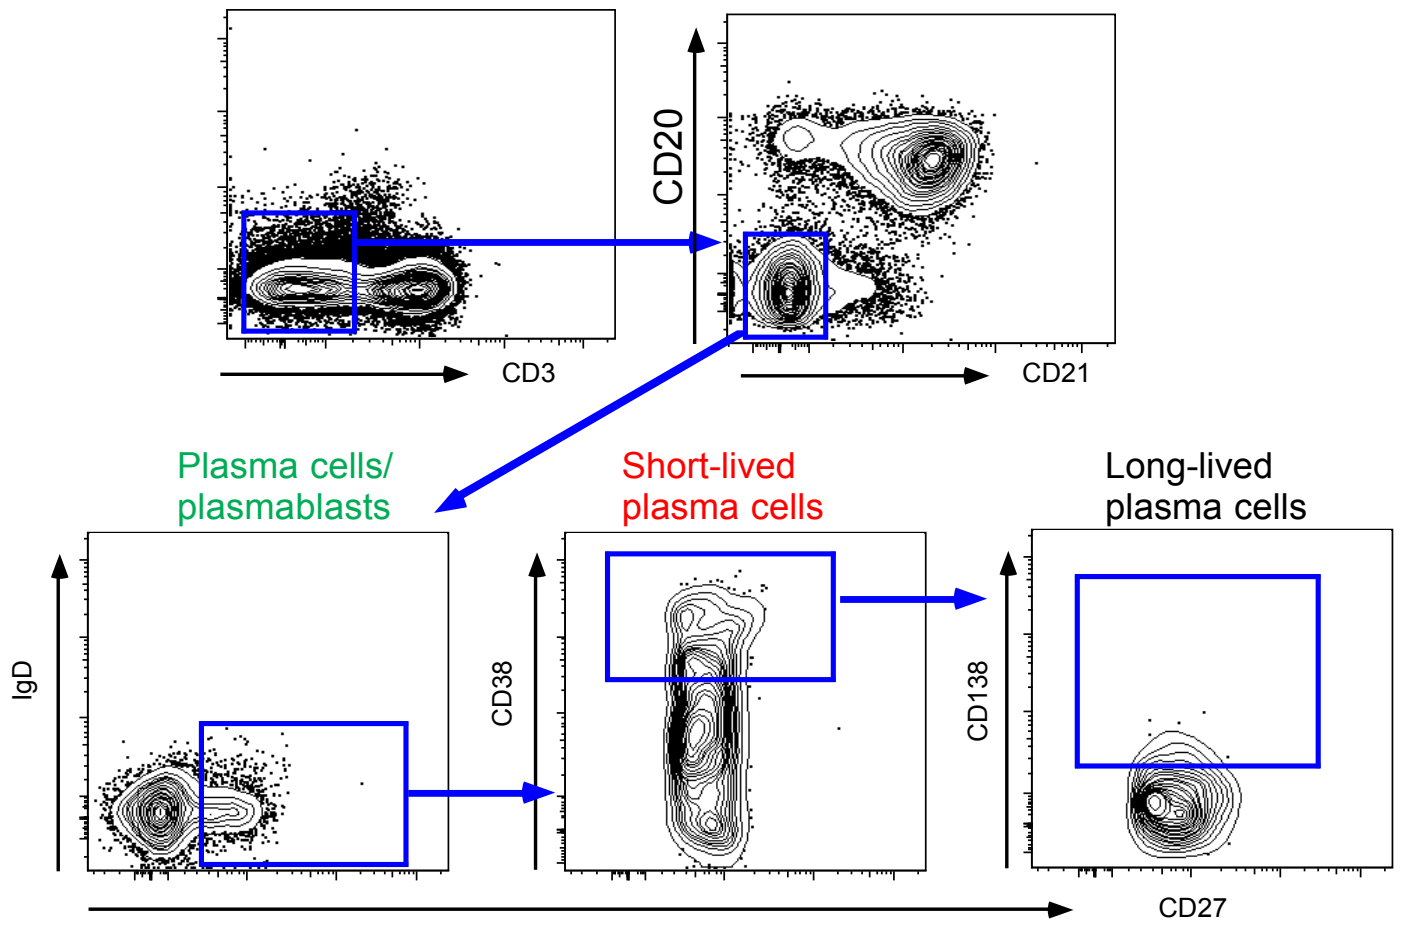 CD20
CD3
CD21
Plasma cells/
plasmablasts
Short-lived
plasma cells
Long-lived
plasma cells
IgD
CD38
CD138
CD27